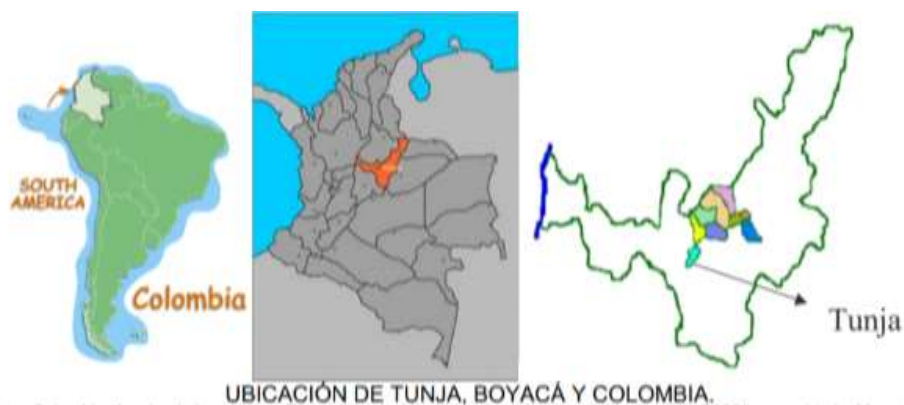 SOUTH
AMERICA
Colombia
Tunja
UBICACIÓN DE TUNJA, BOYACÁ Y COLOMBIA.